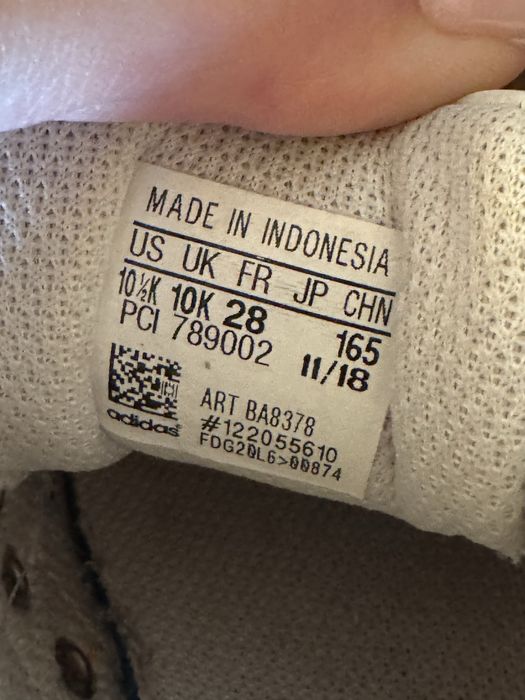 MADE IN INDONESIA
US UK FR JP CHN
10½K 10K 28 165
PCI 789002 11/18
ART BA8378
#122055610
FDG20L6>00874
adidas